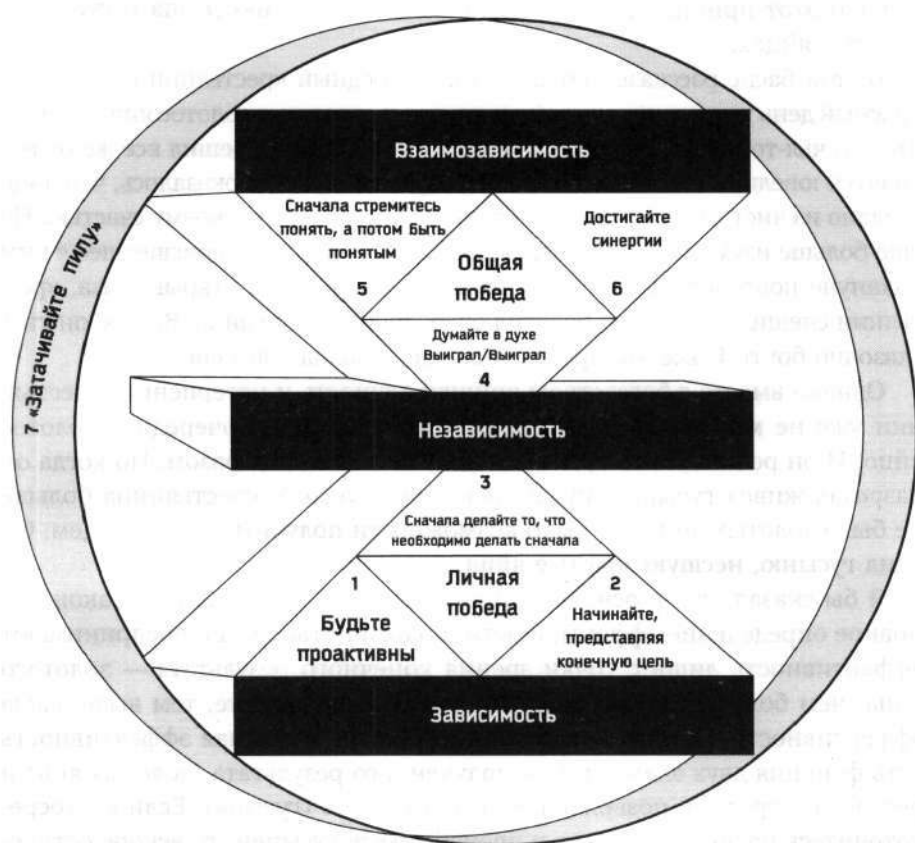 Взаимозависимость
7 «Затачивайте пилу»
Сначала стремитесь
понять, а потом быть
понятым
5
Достигайте
синергии
6
Общая
победа
Думайте в духе
Выиграл/Выиграл
4
Независимость
3
Сначала делайте то, что
необходимо делать сначала
1
Будьте
проактивны
Личная
победа
2
Начинайте,
представляя
конечную цель
Зависимость